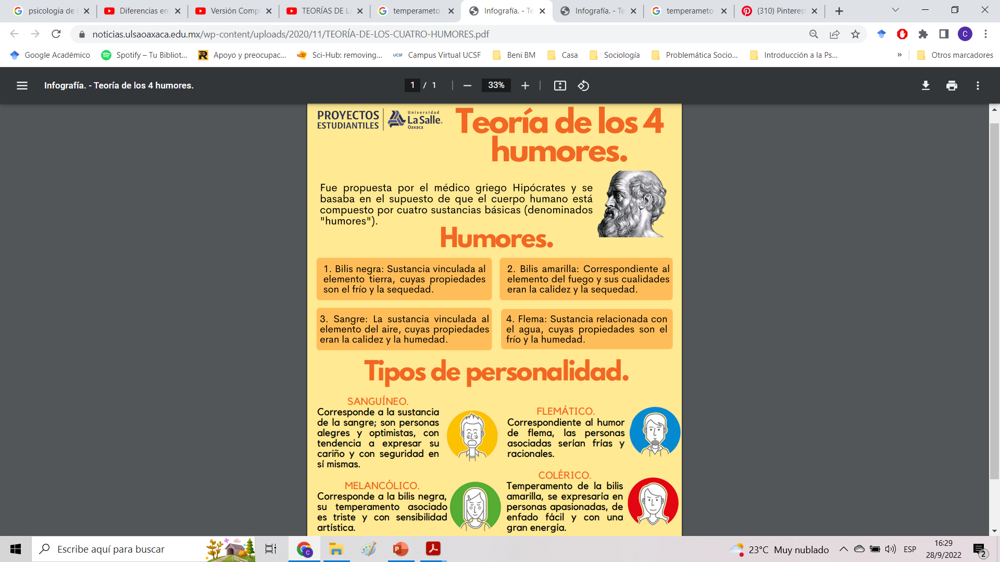 psicologia de
Diferencias en
Versión Comp
TEORÍAS DE L
temperameto
Infografía. - Te
Infografía. - Te
temperameto
(310) Pinterest
noticias.ulsaoaxaca.edu.mx/wp-content/uploads/2020/11/TEORÍA-DE-LOS-CUATRO-HUMORES.pdf
C
Google Académico
Spotify – Tu Bibliot...
Apoyo y preocupac...
Sci-Hub: removing...
UCSF
Campus Virtual UCSF
Beni BM
Casa
Sociología
Problemática Socio...
Introducción a la Ps...
»
Otros marcadores
Infografía. - Teoría de los 4 humores.
1 / 1
33%
PROYECTOS
ESTUDIANTILES
Universidad
La Salle
Oaxaca
Teoría de los 4
humores.
Fue propuesta por el médico griego Hipócrates y se
basaba en el supuesto de que el cuerpo humano está
compuesto por cuatro sustancias básicas (denominados
"humores").
Humores.
1. Bilis negra: Sustancia vinculada al
elemento tierra, cuyas propiedades
son el frío y la sequedad.
2. Bilis amarilla: Correspondiente al
elemento del fuego y sus cualidades
eran la calidez y la sequedad.
3. Sangre: La sustancia vinculada al
elemento del aire, cuyas propiedades
eran la calidez y la humedad.
4. Flema: Sustancia relacionada con
el agua, cuyas propiedades son el
frío y la humedad.
Tipos de personalidad.
SANGUÍNEO.
Corresponde a la sustancia
de la sangre; son personas
alegres y optimistas, con
tendencia a expresar su
cariño y con seguridad en
sí mismas.
FLEMÁTICO.
Correspondiente al humor
de flema, las personas
asociadas serían frías y
racionales.
MELANCÓLICO.
Corresponde a la bilis negra,
su temperamento asociado
es triste y con sensibilidad
artística.
COLÉRICO.
Temperamento de la bilis
amarilla, se expresaría en
personas apasionadas, de
enfado fácil y con una
gran energía.
Escribe aquí para buscar
23°C Muy nublado
ESP
16:29
28/9/2022
2